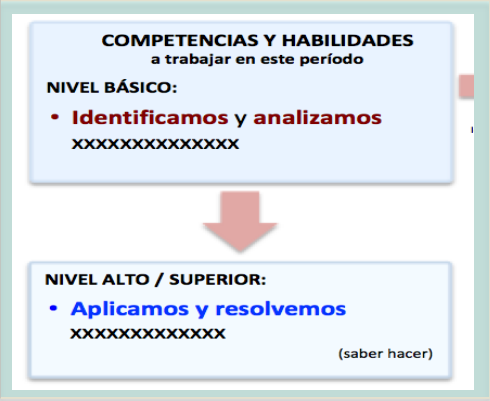 COMPETENCIAS Y HABILIDADES
a trabajar en este período
NIVEL BÁSICO:
• Identificamos y analizamos
xxxxxxxxxxxxxx
NIVEL ALTO / SUPERIOR:
• Aplicamos y resolvemos
xxxxxxxxxxxxx
(saber hacer)